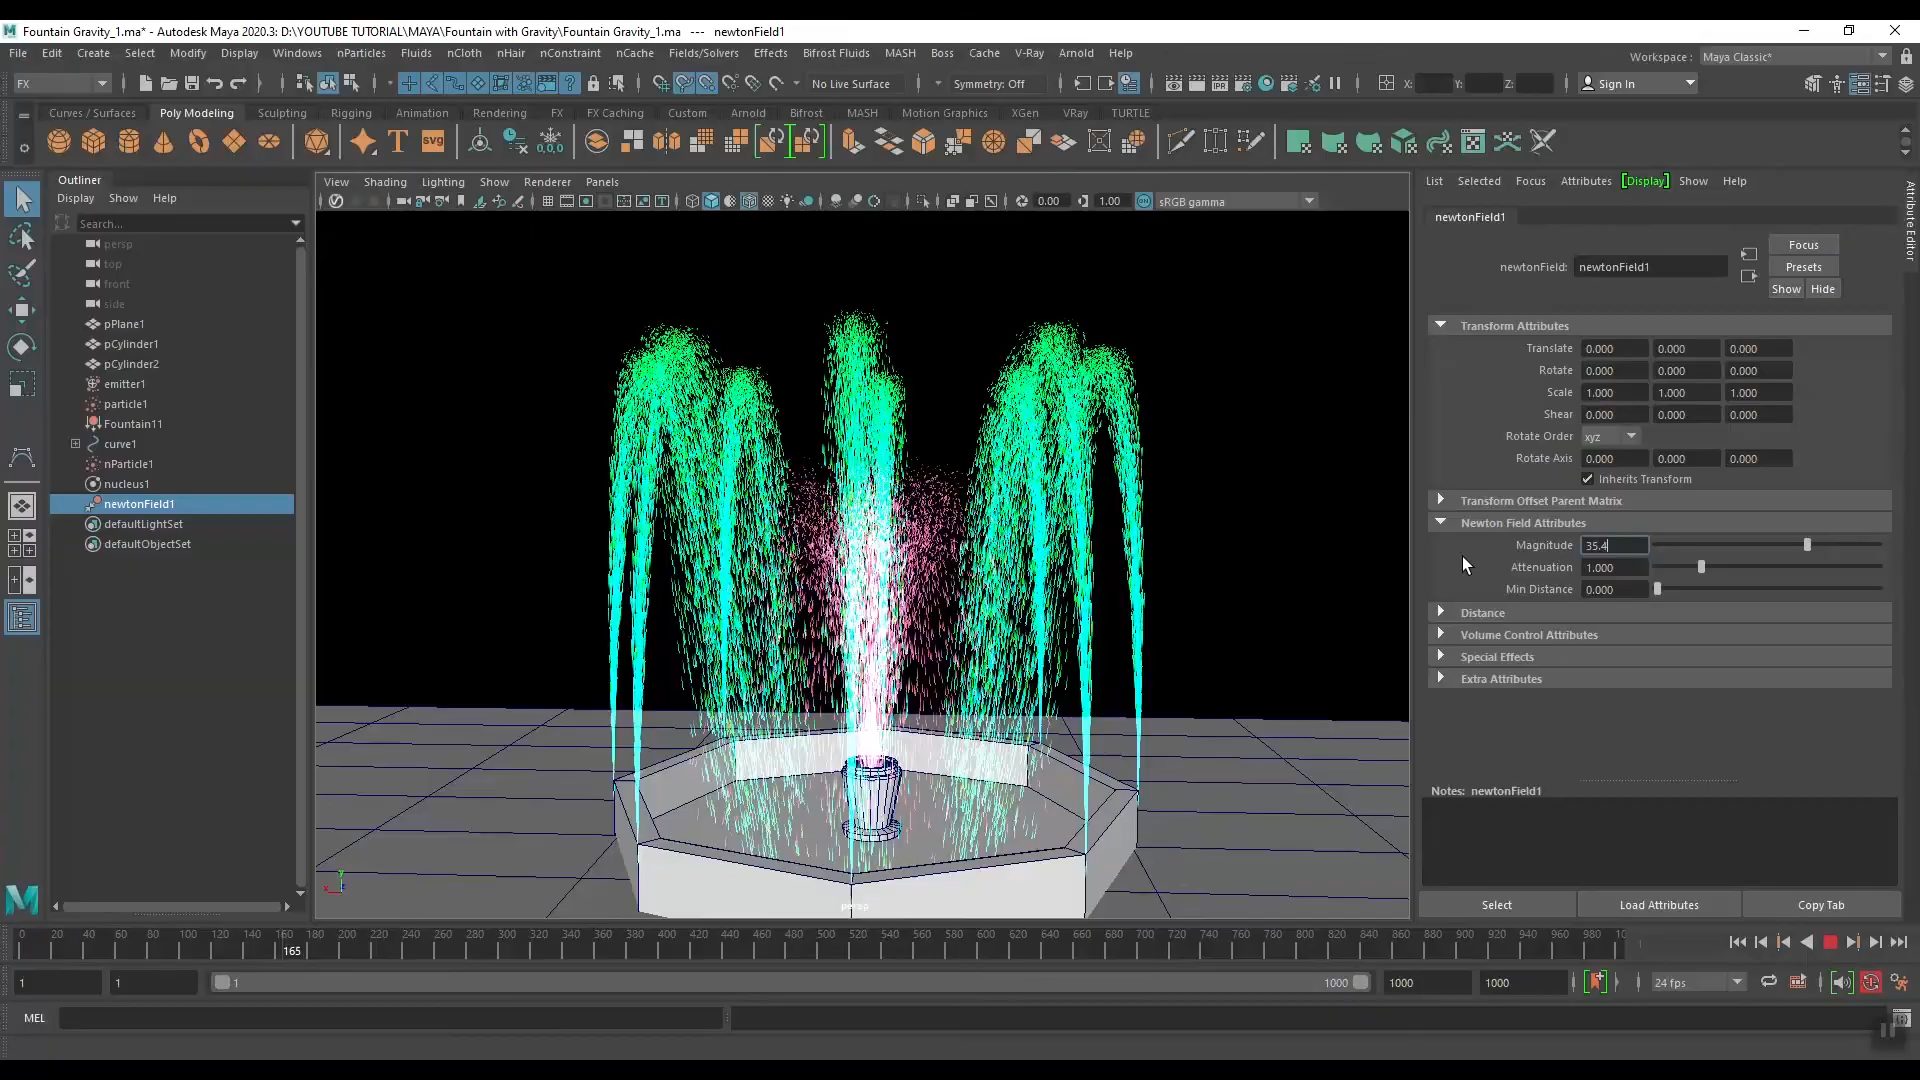 Fountain Gravity_1.ma* - Autodesk Maya 2020.3: D:\YOUTUBE TUTORIAL\MAYA\Fountain with Gravity\Fountain Gravity_1.ma --- newtonField1
File Edit Create Select Modify Display Windows nParticles Fluids nCloth nHair nConstraint nCache Fields/Solvers Effects Bifrost Fluids MASH Boss Cache V-Ray Arnold Help
Workspace: Maya Classic*
FX No Live Surface Symmetry: Off X: Y: Z: Sign In
Curves / Surfaces Poly Modeling Sculpting Rigging Animation Rendering FX FX Caching Custom Arnold Bifrost MASH Motion Graphics XGen VRay TURTLE
T SVG 0,0,0
Outliner
Display Show Help
Search...
persp
top
front
side
pPlane1
pCylinder1
pCylinder2
emitter1
particle1
Fountain11
curve1
nParticle1
nucleus1
newtonField1
defaultLightSet
defaultObjectSet
View Shading Lighting Show Renderer Panels
0.00 1.00 ON sRGB gamma
persp
y
x
List Selected Focus Attributes [Display] Show Help
Attribute Editor
newtonField1
newtonField: newtonField1
Focus
Presets
Show Hide
Transform Attributes
Translate 0.000 0.000 0.000
Rotate 0.000 0.000 0.000
Scale 1.000 1.000 1.000
Shear 0.000 0.000 0.000
Rotate Order xyz
Rotate Axis 0.000 0.000 0.000
Inherits Transform
Transform Offset Parent Matrix
Newton Field Attributes
Magnitude 35.4
Attenuation 1.000
Min Distance 0.000
Distance
Volume Control Attributes
Special Effects
Extra Attributes
Notes: newtonField1
Select Load Attributes Copy Tab
0 20 40 60 80 100 120 140 160 180 200 220 240 260 280 300 320 340 360 380 400 420 440 460 480 500 520 540 560 580 600 620 640 660 680 700 720 740 760 780 800 820 840 860 880 900 920 940 960 980
165
1 1 1 1000 1000 1000 24 fps
MEL